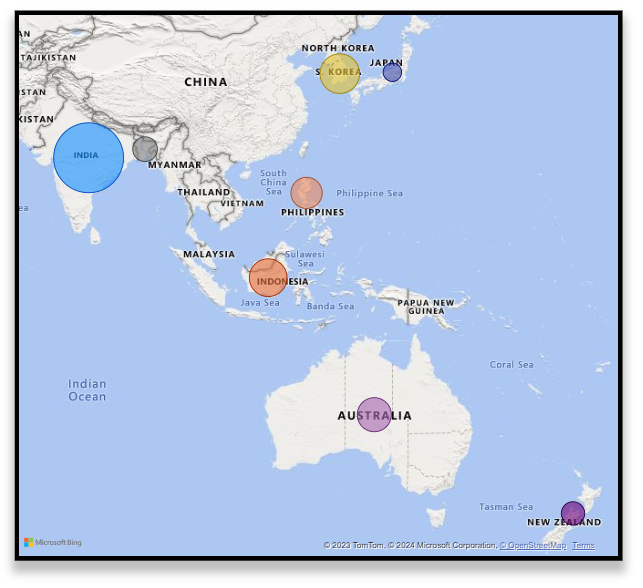 AN
TAJIKISTAN
ISTAN
KISTAN
NORTH KOREA
JAPAN
S. KOREA
CHINA
INDIA
MYANMAR
South
China
Sea
THAILAND
VIETNAM
Philippine Sea
PHILIPPINES
ea
MALAYSIA
Sulawesi
Sea
INDONESIA
Java Sea
Banda Sea
PAPUA NEW
GUINEA
Coral Sea
Indian
Ocean
AUSTRALIA
Tasman Sea
NEW ZEALAND
Microsoft Bing
© 2023 TomTom, © 2024 Microsoft Corporation, © OpenStreetMap Terms